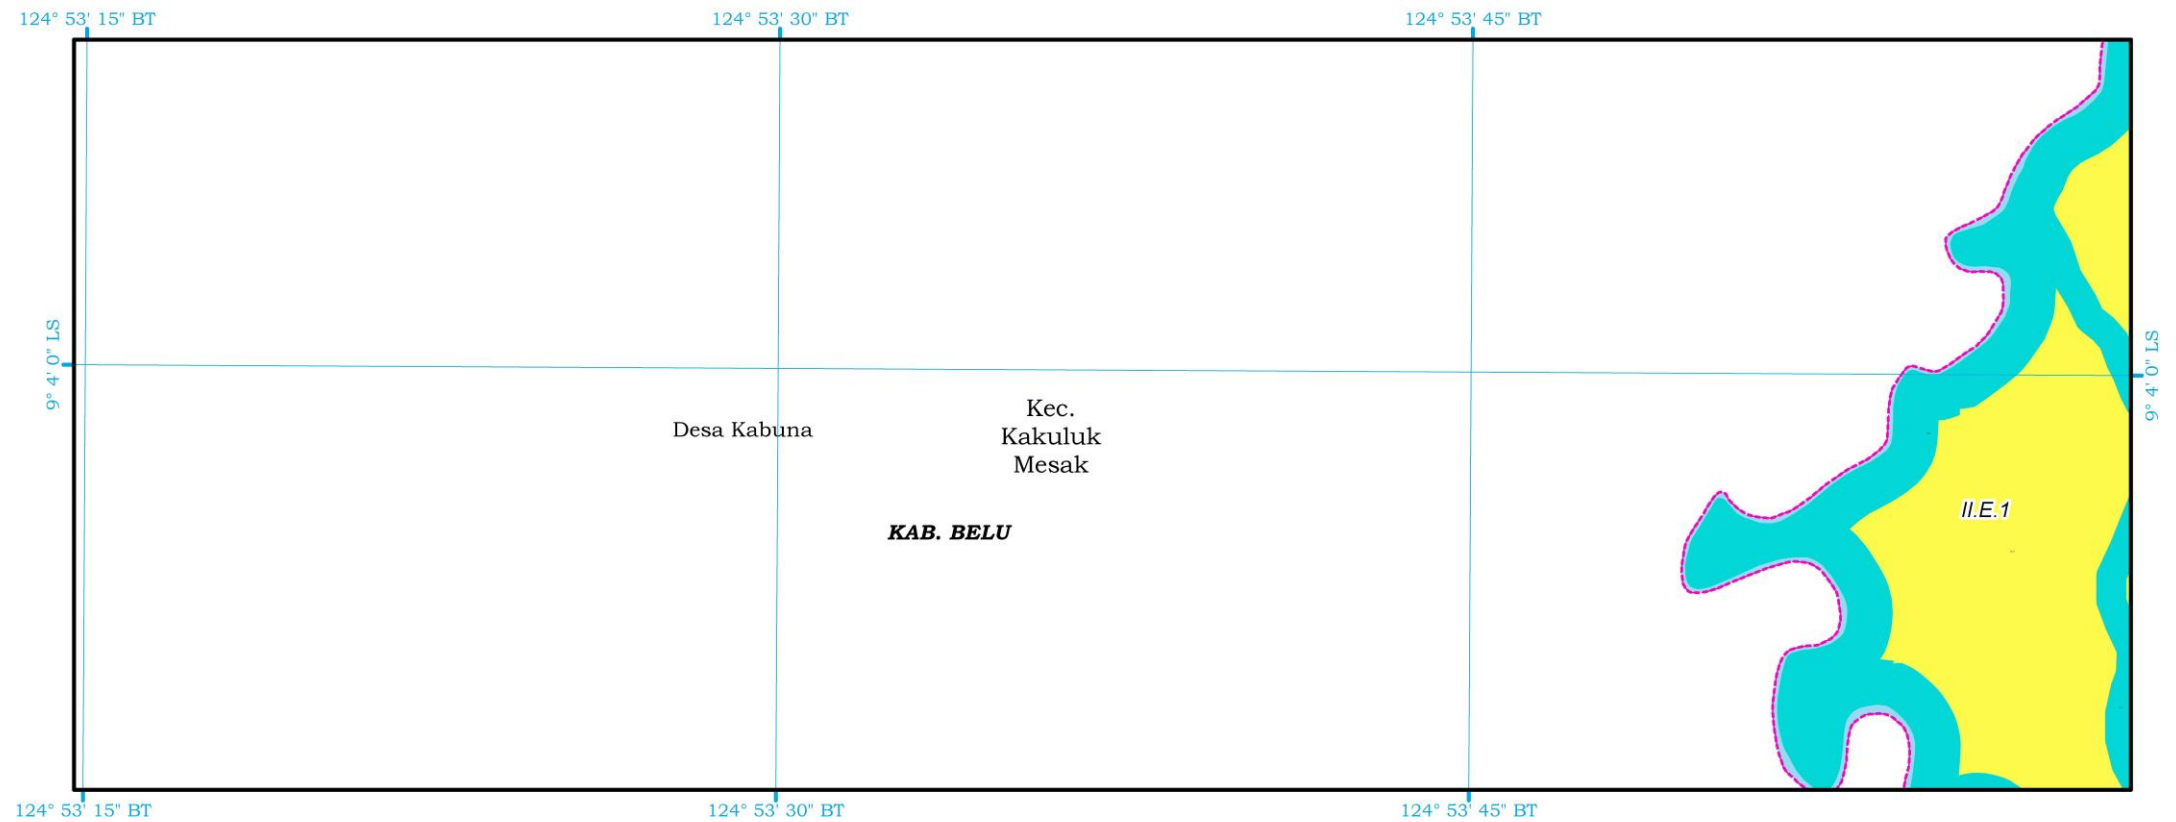 124° 53' 15" BT
124° 53' 30" BT
124° 53' 45" BT
9° 4' 0" LS
9° 4' 0" LS
Desa Kabuna
Kec.
Kakuluk
Mesak
KAB. BELU
II.E.1
124° 53' 15" BT
124° 53' 30" BT
124° 53' 45" BT